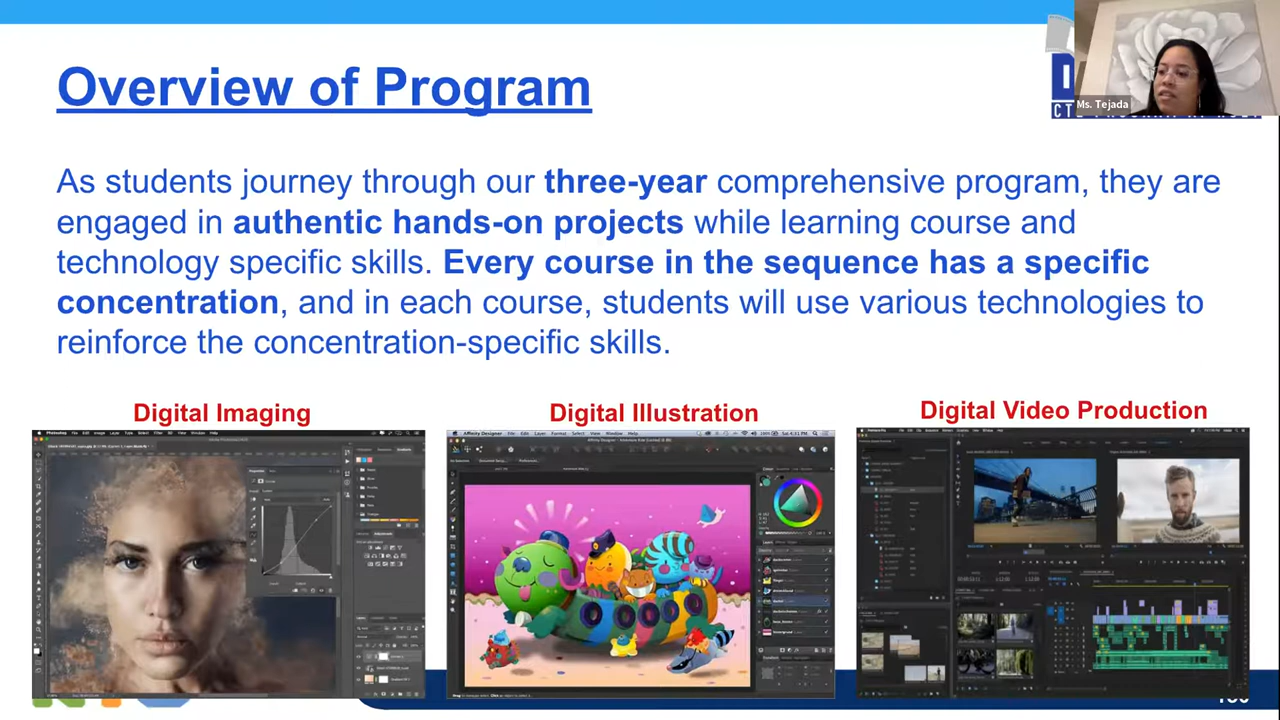 Overview of Program
Ms. Tejada
As students journey through our three-year comprehensive program, they are
engaged in authentic hands-on projects while learning course and
technology specific skills. Every course in the sequence has a specific
concentration, and in each course, students will use various technologies to
reinforce the concentration-specific skills.
Digital Imaging
Digital Illustration
Digital Video Production